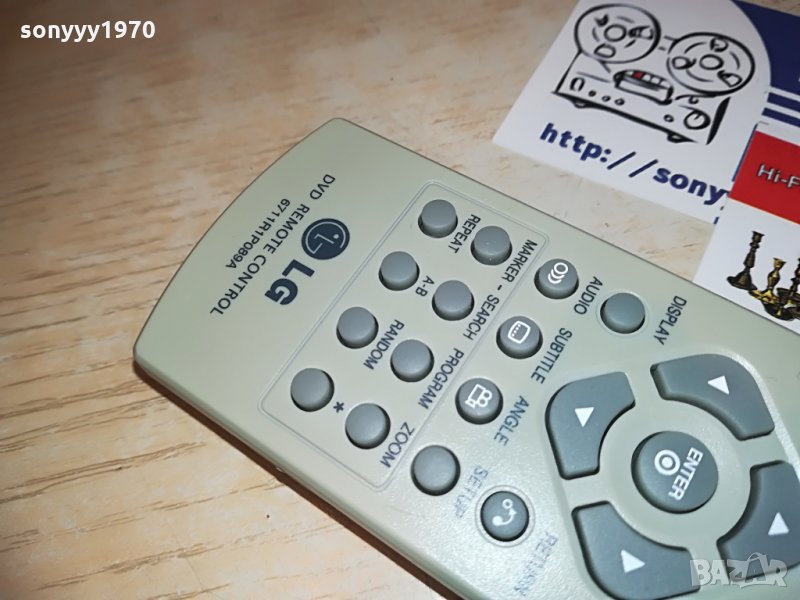 sonyyy1970
http://sony
Hi-F
DISPLAY
AUDIO
SUBTITLE
ANGLE
SETUP
RETURN
ENTER
MARKER - SEARCH
PROGRAM
ZOOM
REPEAT
A-B
RANDOM
*
LG
DVD REMOTE CONTROL
6711R1P089A
BAZAR